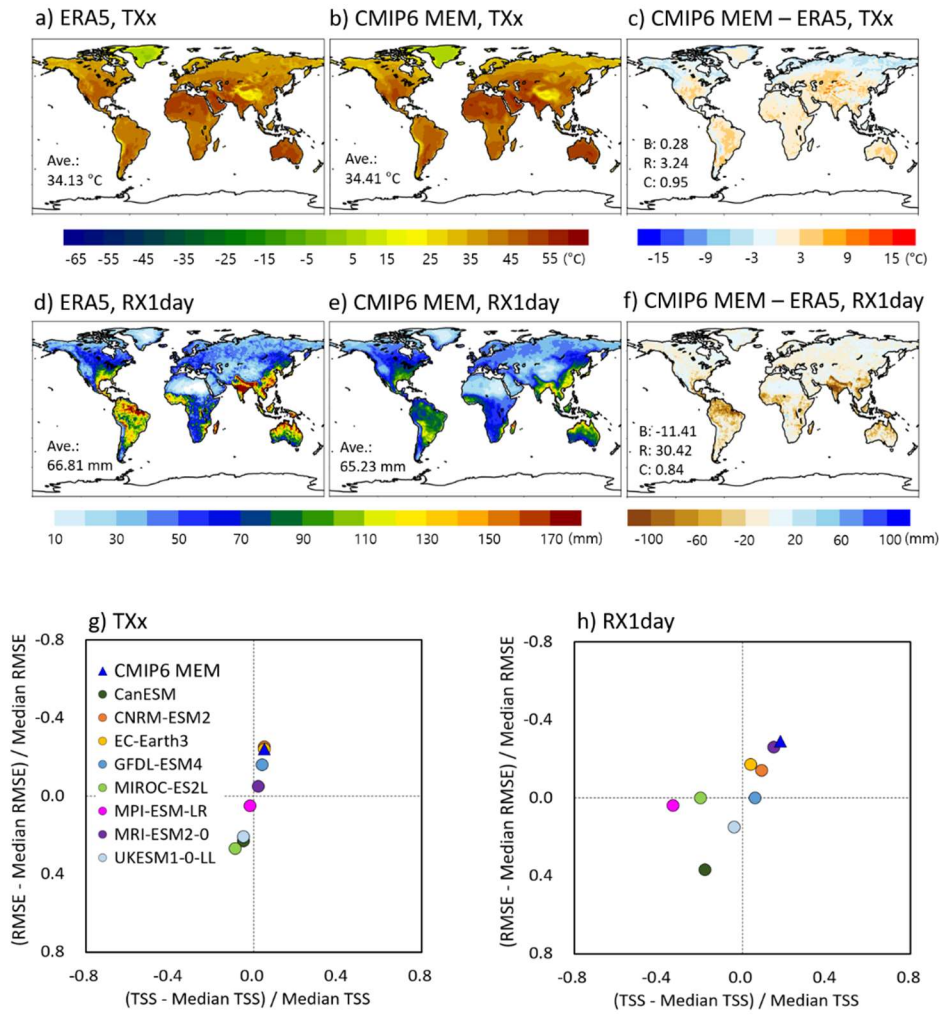 a) ERA5, TXx
b) CMIP6 MEM, TXx
c) CMIP6 MEM – ERA5, TXx
Ave.:
34.13 °C
Ave.:
34.41 °C
B: 0.28
R: 3.24
C: 0.95
-65 -55 -45 -35 -25 -15 -5 5 15 25 35 45 55 (°C)
-15 -9 -3 3 9 15 (°C)
d) ERA5, RX1day
e) CMIP6 MEM, RX1day
f) CMIP6 MEM – ERA5, RX1day
Ave.:
66.81 mm
Ave.:
65.23 mm
B: -11.41
R: 30.42
C: 0.84
10 30 50 70 90 110 130 150 170 (mm)
-100 -60 -20 20 60 100 (mm)
g) TXx
(RMSE - Median RMSE) / Median RMSE
-0.8
-0.4
0.0
0.4
0.8
CMIP6 MEM
CanESM
CNRM-ESM2
EC-Earth3
GFDL-ESM4
MIROC-ES2L
MPI-ESM-LR
MRI-ESM2-0
UKESM1-0-LL
-0.8 -0.4 0.0 0.4 0.8
(TSS - Median TSS) / Median TSS
h) RX1day
(RMSE - Median RMSE) / Median RMSE
-0.8
-0.4
0.0
0.4
0.8
-0.8 -0.4 0.0 0.4 0.8
(TSS - Median TSS) / Median TSS